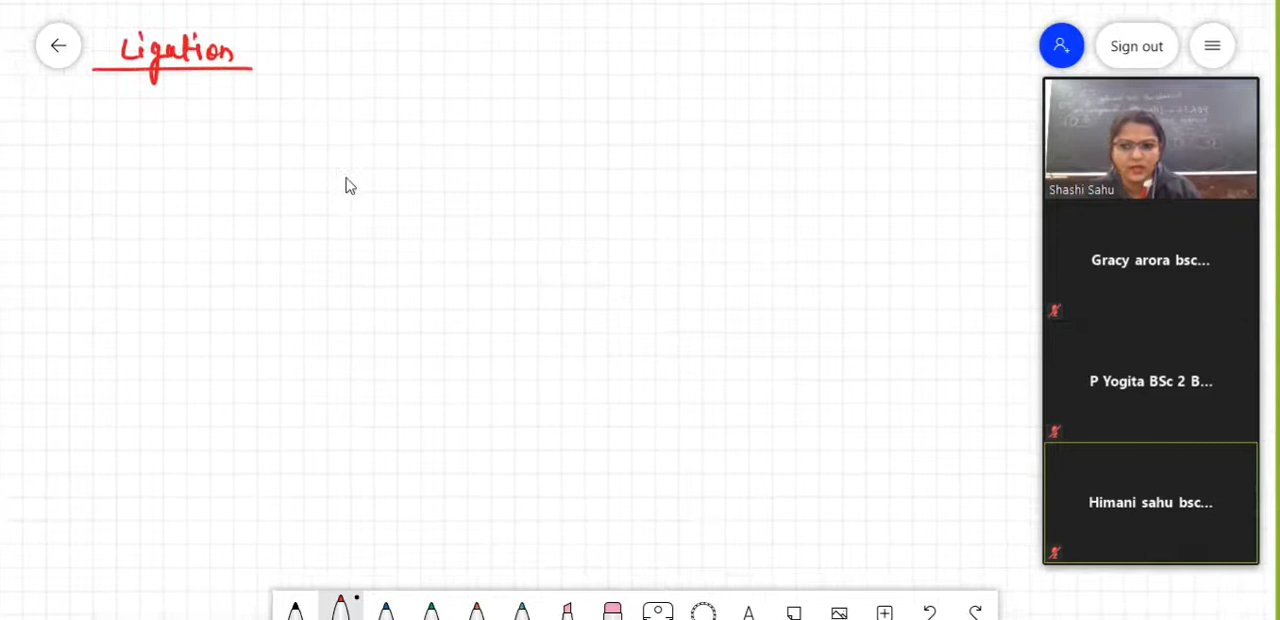 Ligation
Sign out
Shashi Sahu
Gracy arora bsc...
P Yogita BSc 2 B...
Himani sahu bsc...
A